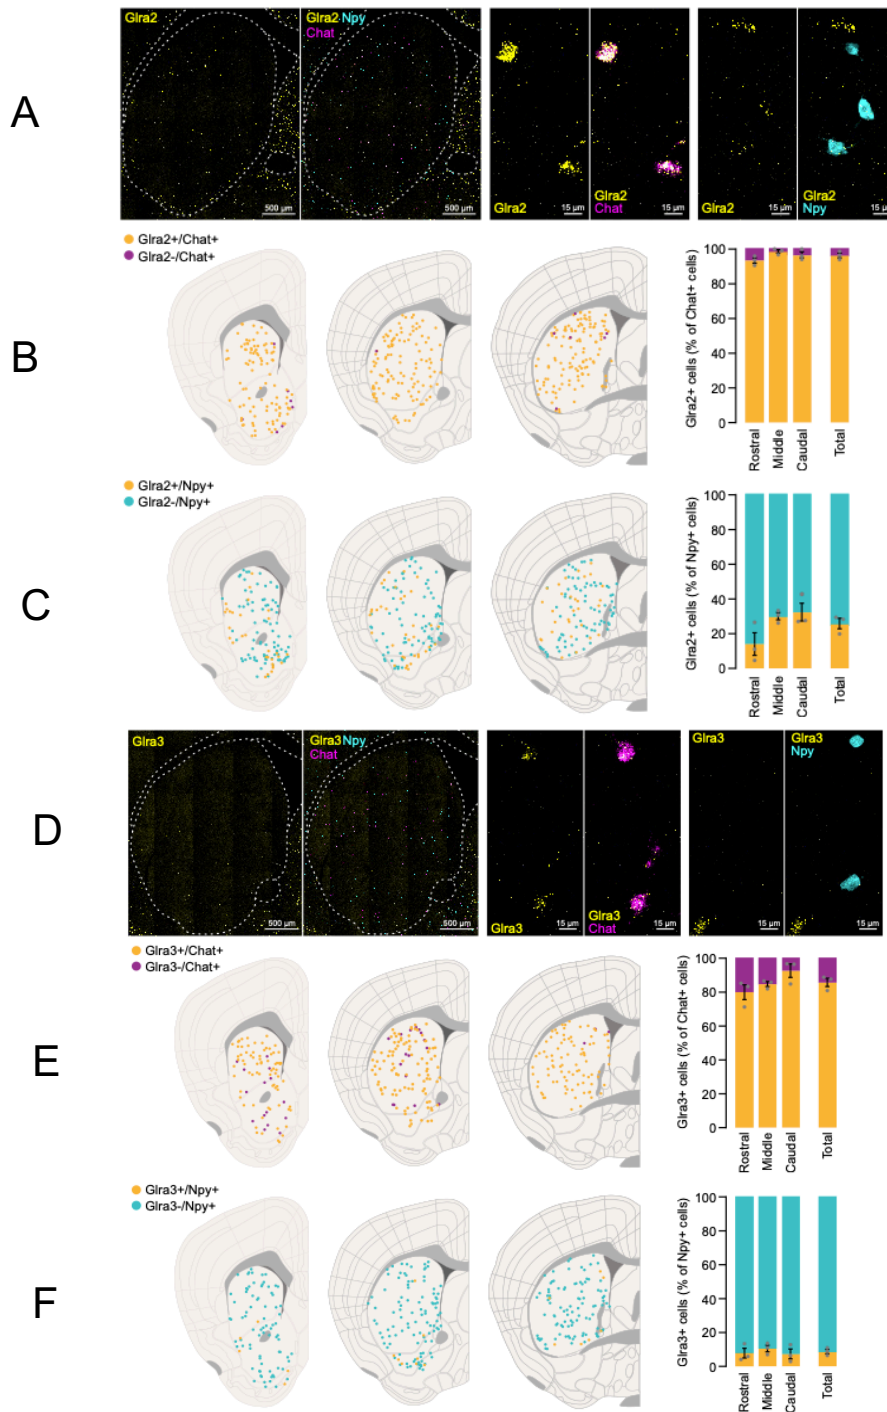 A
Glra2
500 µm
Glra2 Npy
Chat
500 µm
Glra2
15 µm
Glra2
Chat
15 µm
Glra2
15 µm
Glra2
Npy
15 µm
B
Glra2+/Chat+
Glra2-/Chat+
Glra2+ cells (% of Chat+ cells)
100
80
60
40
20
0
Rostral
Middle
Caudal
Total
C
Glra2+/Npy+
Glra2-/Npy+
Glra2+ cells (% of Npy+ cells)
100
80
60
40
20
0
Rostral
Middle
Caudal
Total
D
Glra3
500 µm
Glra3Npy
Chat
500 µm
Glra3
15 µm
Glra3
Chat
15 µm
Glra3
15 µm
Glra3
Npy
15 µm
E
Glra3+/Chat+
Glra3-/Chat+
Glra3+ cells (% of Chat+ cells)
100
80
60
40
20
0
Rostral
Middle
Caudal
Total
F
Glra3+/Npy+
Glra3-/Npy+
Glra3+ cells (% of Npy+ cells)
100
80
60
40
20
0
Rostral
Middle
Caudal
Total